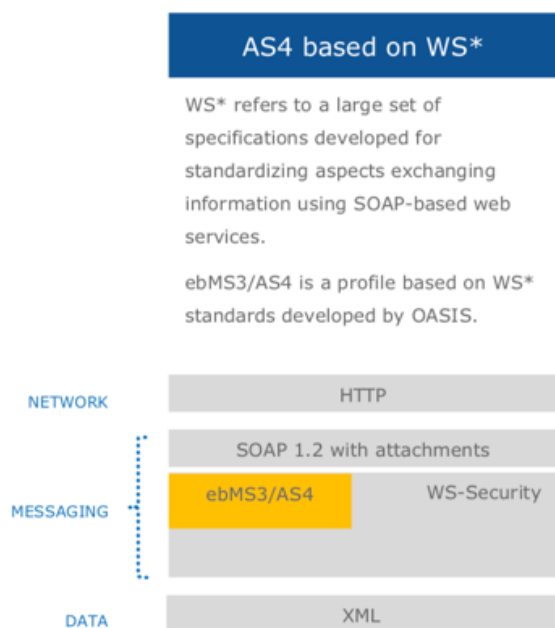 AS4 based on WS*
WS* refers to a large set of
specifications developed for
standardizing aspects exchanging
information using SOAP-based web
services.
ebMS3/AS4 is a profile based on WS*
standards developed by OASIS.
NETWORK
HTTP
SOAP 1.2 with attachments
MESSAGING
ebMS3/AS4
WS-Security
DATA
XML